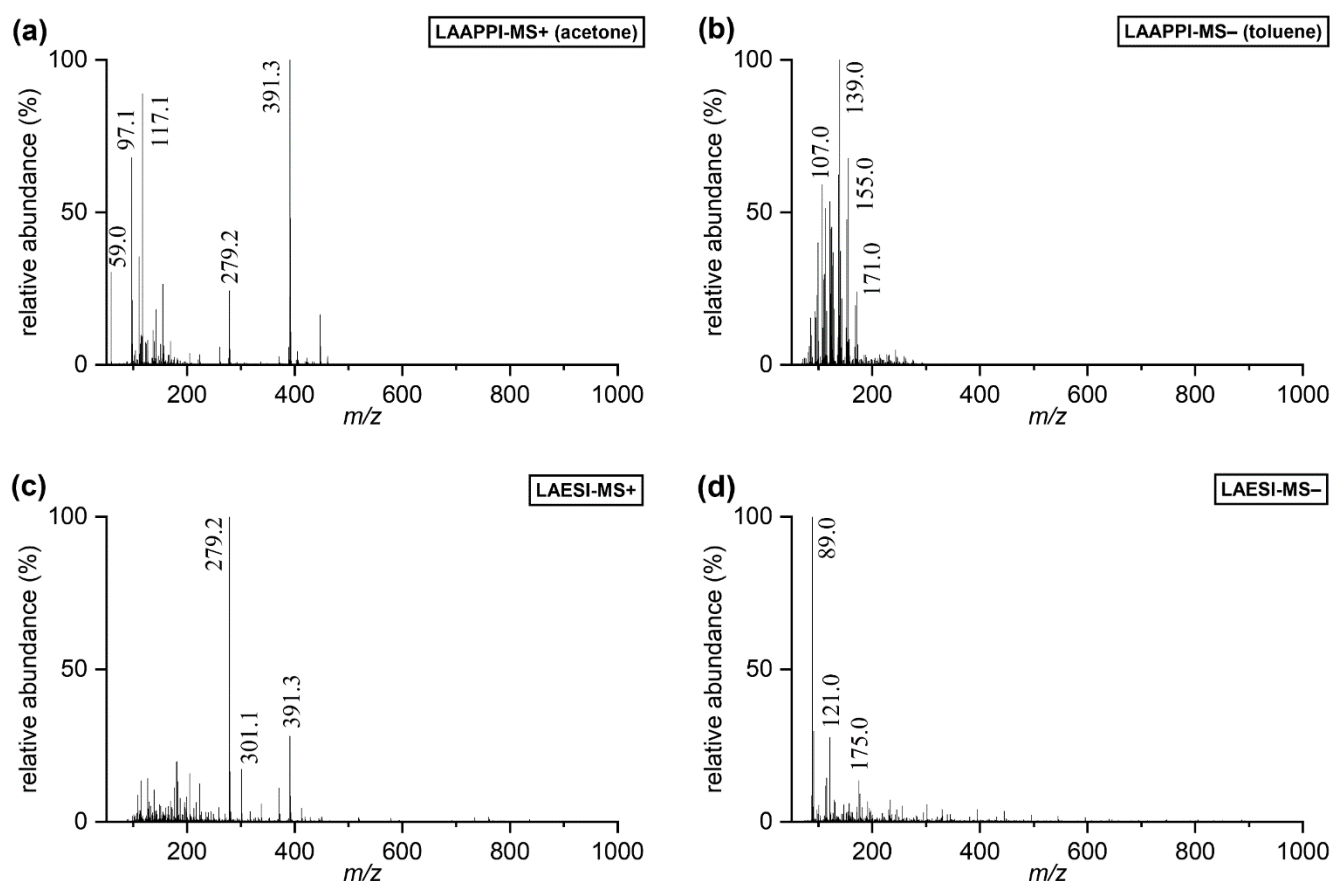 (a)
LAAPPI-MS+ (acetone)
relative abundance (%)
100
50
0
59.0
97.1
117.1
279.2
391.3
200
400
600
800
1000
m/z
(b)
LAAPPI-MS– (toluene)
relative abundance (%)
100
50
0
107.0
139.0
155.0
171.0
200
400
600
800
1000
m/z
(c)
LAESI-MS+
relative abundance (%)
100
50
0
279.2
301.1
391.3
200
400
600
800
1000
m/z
(d)
LAESI-MS–
relative abundance (%)
100
50
0
89.0
121.0
175.0
200
400
600
800
1000
m/z